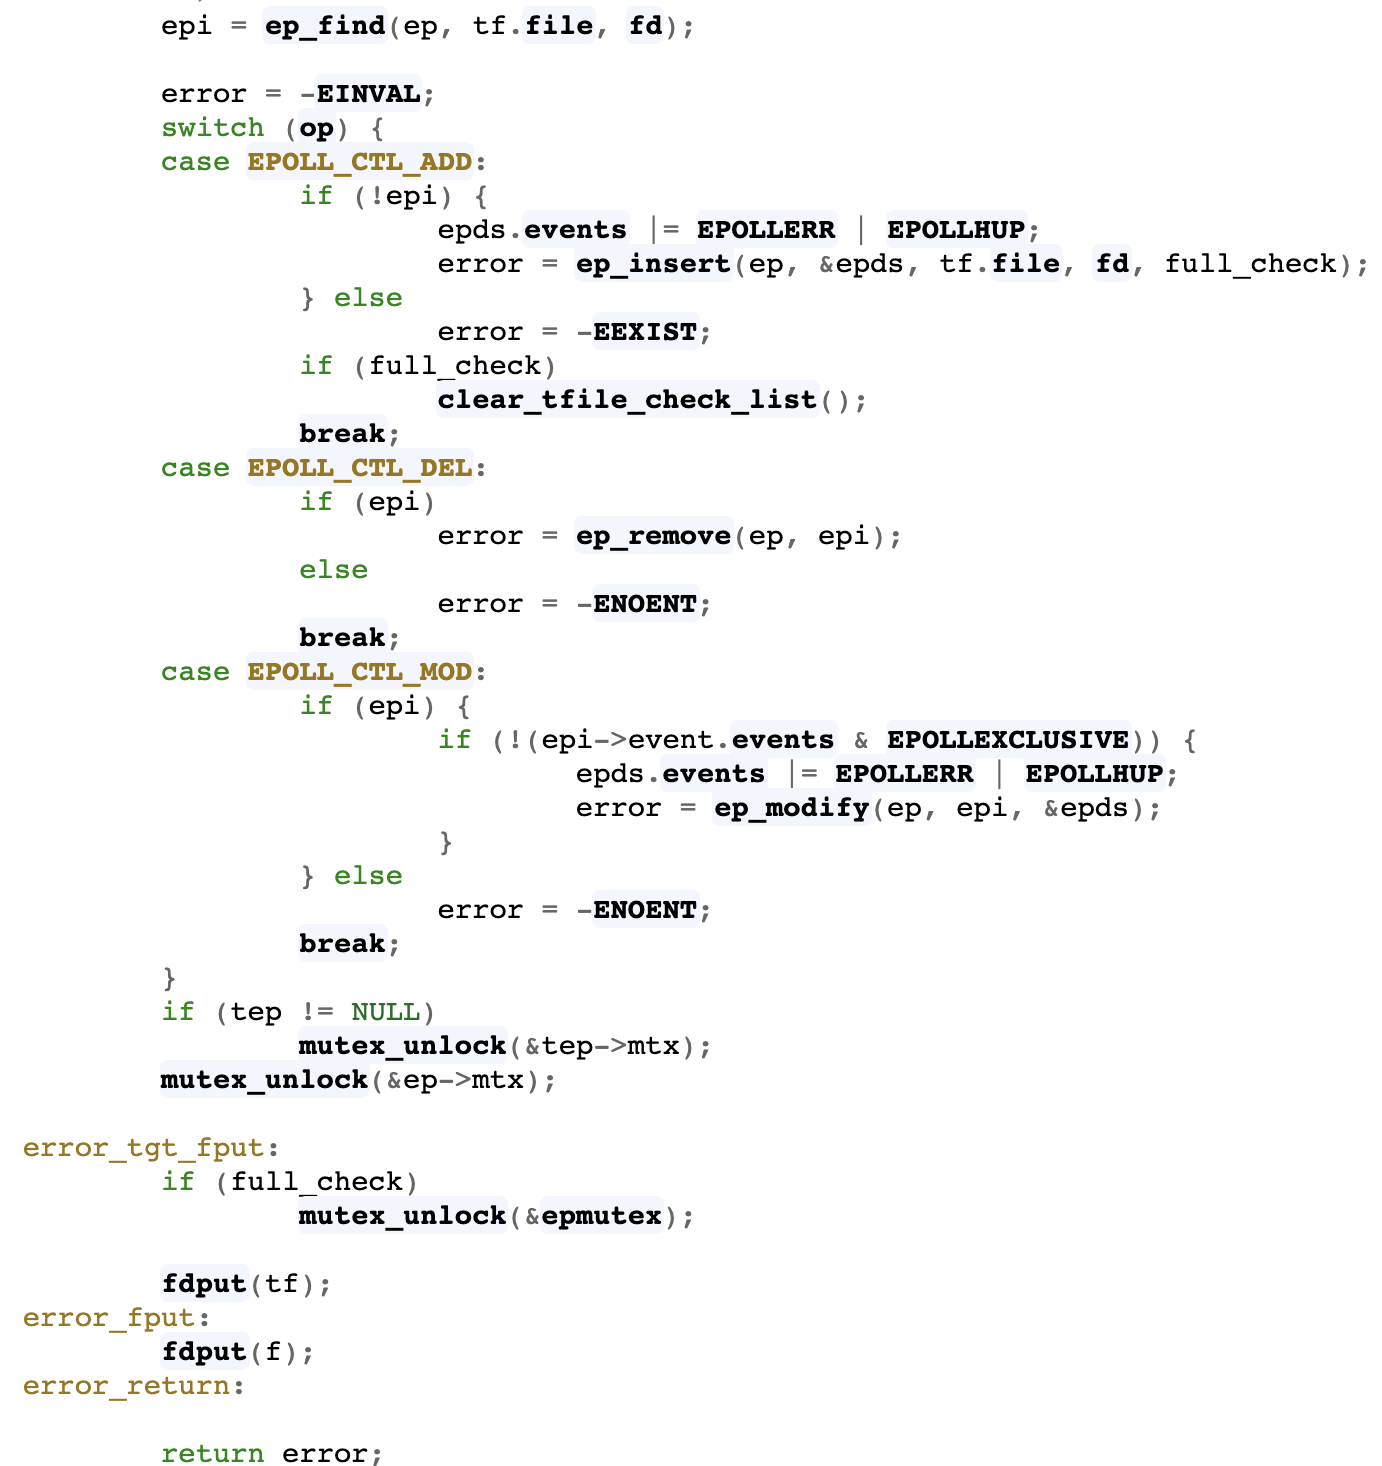 epi = ep_find(ep, tf.file, fd);

        error = -EINVAL;
        switch (op) {
        case EPOLL_CTL_ADD:
                if (!epi) {
                        epds.events |= EPOLLERR | EPOLLHUP;
                        error = ep_insert(ep, &epds, tf.file, fd, full_check);
                } else
                        error = -EEXIST;
                if (full_check)
                        clear_tfile_check_list();
                break;
        case EPOLL_CTL_DEL:
                if (epi)
                        error = ep_remove(ep, epi);
                else
                        error = -ENOENT;
                break;
        case EPOLL_CTL_MOD:
                if (epi) {
                        if (!(epi->event.events & EPOLLEXCLUSIVE)) {
                                epds.events |= EPOLLERR | EPOLLHUP;
                                error = ep_modify(ep, epi, &epds);
                        }
                } else
                        error = -ENOENT;
                break;
        }
        if (tep != NULL)
                mutex_unlock(&tep->mtx);
        mutex_unlock(&ep->mtx);

error_tgt_fput:
        if (full_check)
                mutex_unlock(&epmutex);

        fdput(tf);
error_fput:
        fdput(f);
error_return:

        return error;